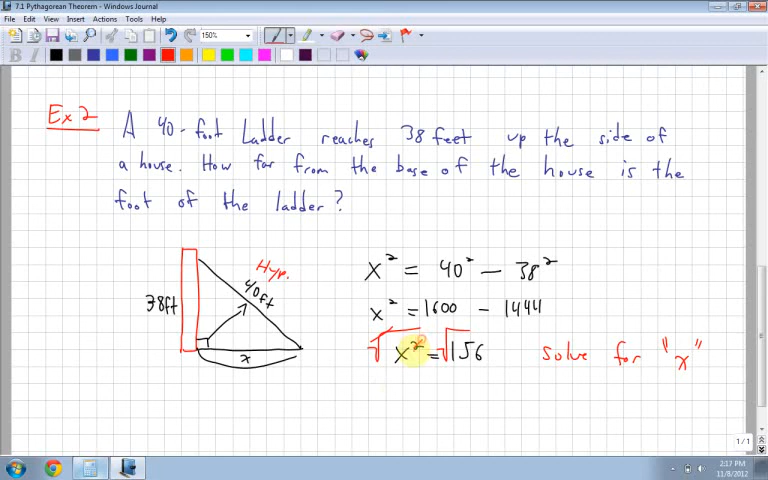 7.1 Pythagorean Theorem - Windows Journal
File Edit View Insert Actions Tools Help
150%
B I
Ex 2
A 40-foot Ladder reaches 38 feet up the side of
a house. How far from the base of the house is the
foot of the ladder?
Hyp.
40ft
38ft
x
x² = 40² - 38²
x² = 1600 - 1444
√x² = √156
solve for "x"
1/1
2:17 PM
11/8/2012